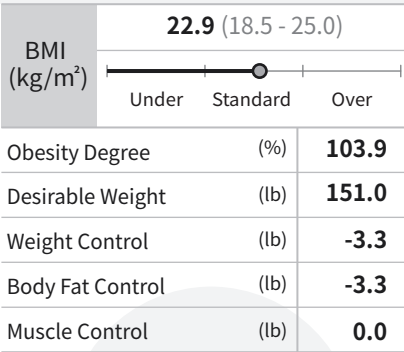 BMI
(kg/m²)
22.9 (18.5 - 25.0)
Under Standard Over
Obesity Degree (%) 103.9
Desirable Weight (lb) 151.0
Weight Control (lb) -3.3
Body Fat Control (lb) -3.3
Muscle Control (lb) 0.0